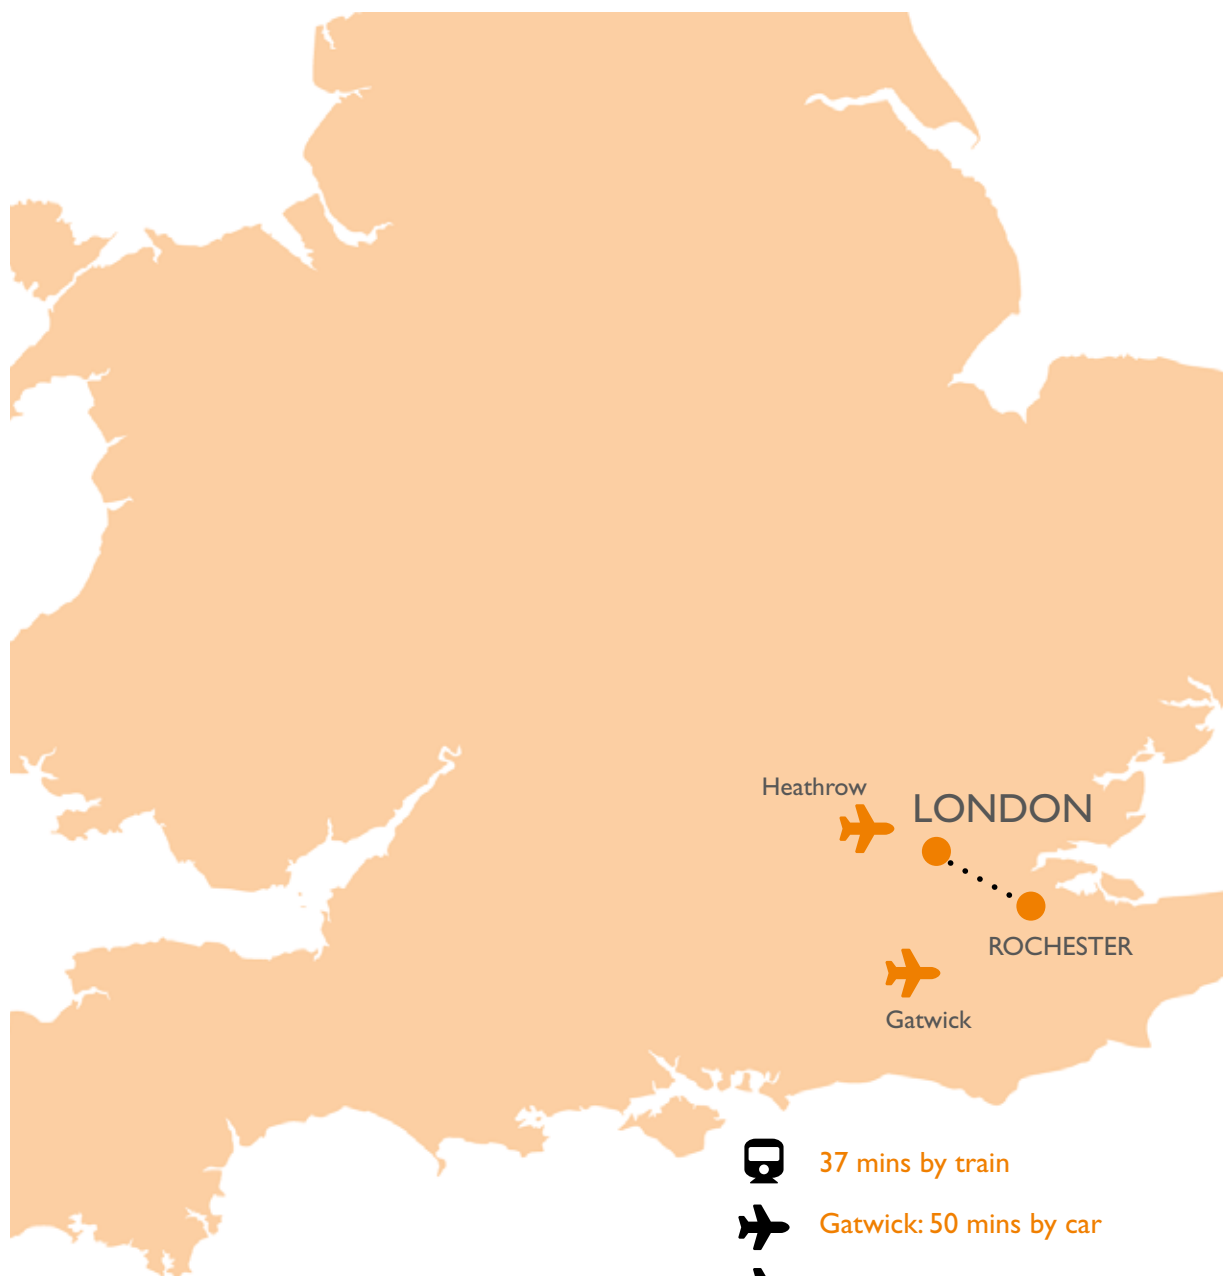 Heathrow
LONDON
ROCHESTER
Gatwick
37 mins by train
Gatwick: 50 mins by car